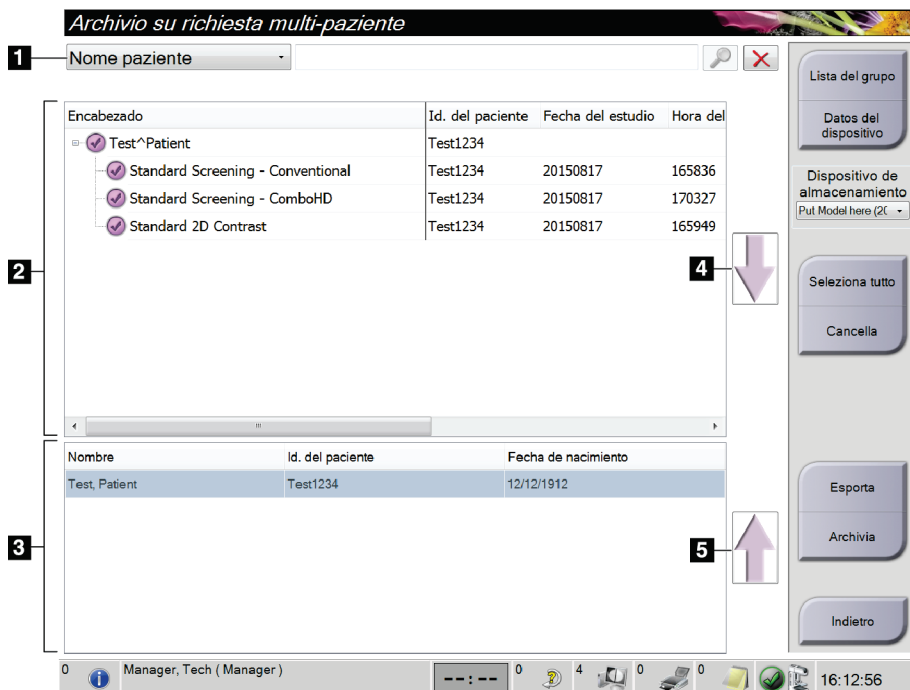 Archivio su richiesta multi-paziente
1
Nome paziente
Lista del grupo
Datos del
dispositivo
Dispositivo de
almacenamiento
Put Model here (20
2
Encabezado Id. del paciente Fecha del estudio Hora del
Test^Patient Test1234
Standard Screening - Conventional Test1234 20150817 165836
Standard Screening - ComboHD Test1234 20150817 170327
Standard 2D Contrast Test1234 20150817 165949
4
Seleziona tutto
Cancella
3
Nombre Id. del paciente Fecha de nacimiento
Test, Patient Test1234 12/12/1912
5
Esporta
Archivia
Indietro
0 Manager, Tech ( Manager ) --:-- 0 4 0 0 16:12:56